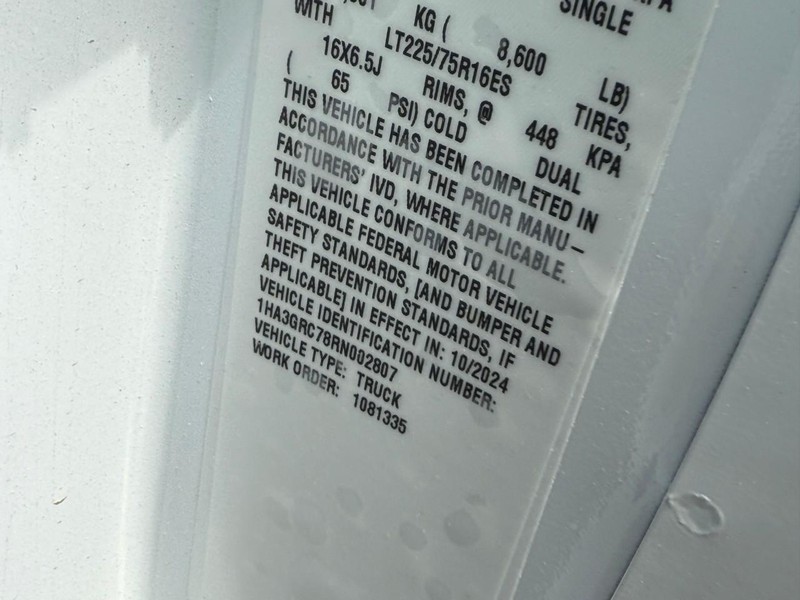 SINGLE
KG ( 8,600 LB)
WITH LT225/75R16ES TIRES,
16X6.5J RIMS, @ 448 KPA
( 65 PSI) COLD DUAL
THIS VEHICLE HAS BEEN COMPLETED IN
ACCORDANCE WITH THE PRIOR MANU-
FACTURERS' IVD, WHERE APPLICABLE.
THIS VEHICLE CONFORMS TO ALL
APPLICABLE FEDERAL MOTOR VEHICLE
SAFETY STANDARDS, [AND BUMPER AND
THEFT PREVENTION STANDARDS, IF
APPLICABLE] IN EFFECT IN: 10/2024
VEHICLE IDENTIFICATION NUMBER:
1HA3GRC78RN002807
VEHICLE TYPE: TRUCK
WORK ORDER: 1081335